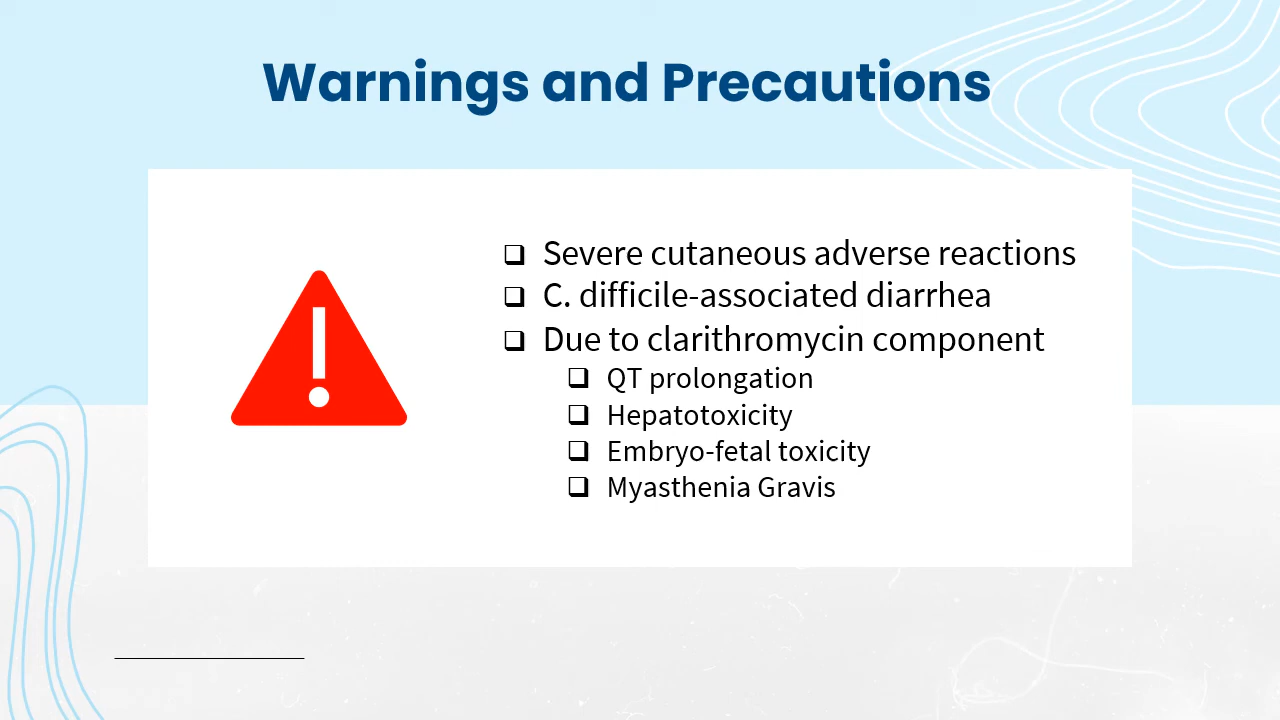 Warnings and Precautions
❑ Severe cutaneous adverse reactions
❑ C. difficile-associated diarrhea
❑ Due to clarithromycin component
❑ QT prolongation
❑ Hepatotoxicity
❑ Embryo-fetal toxicity
❑ Myasthenia Gravis